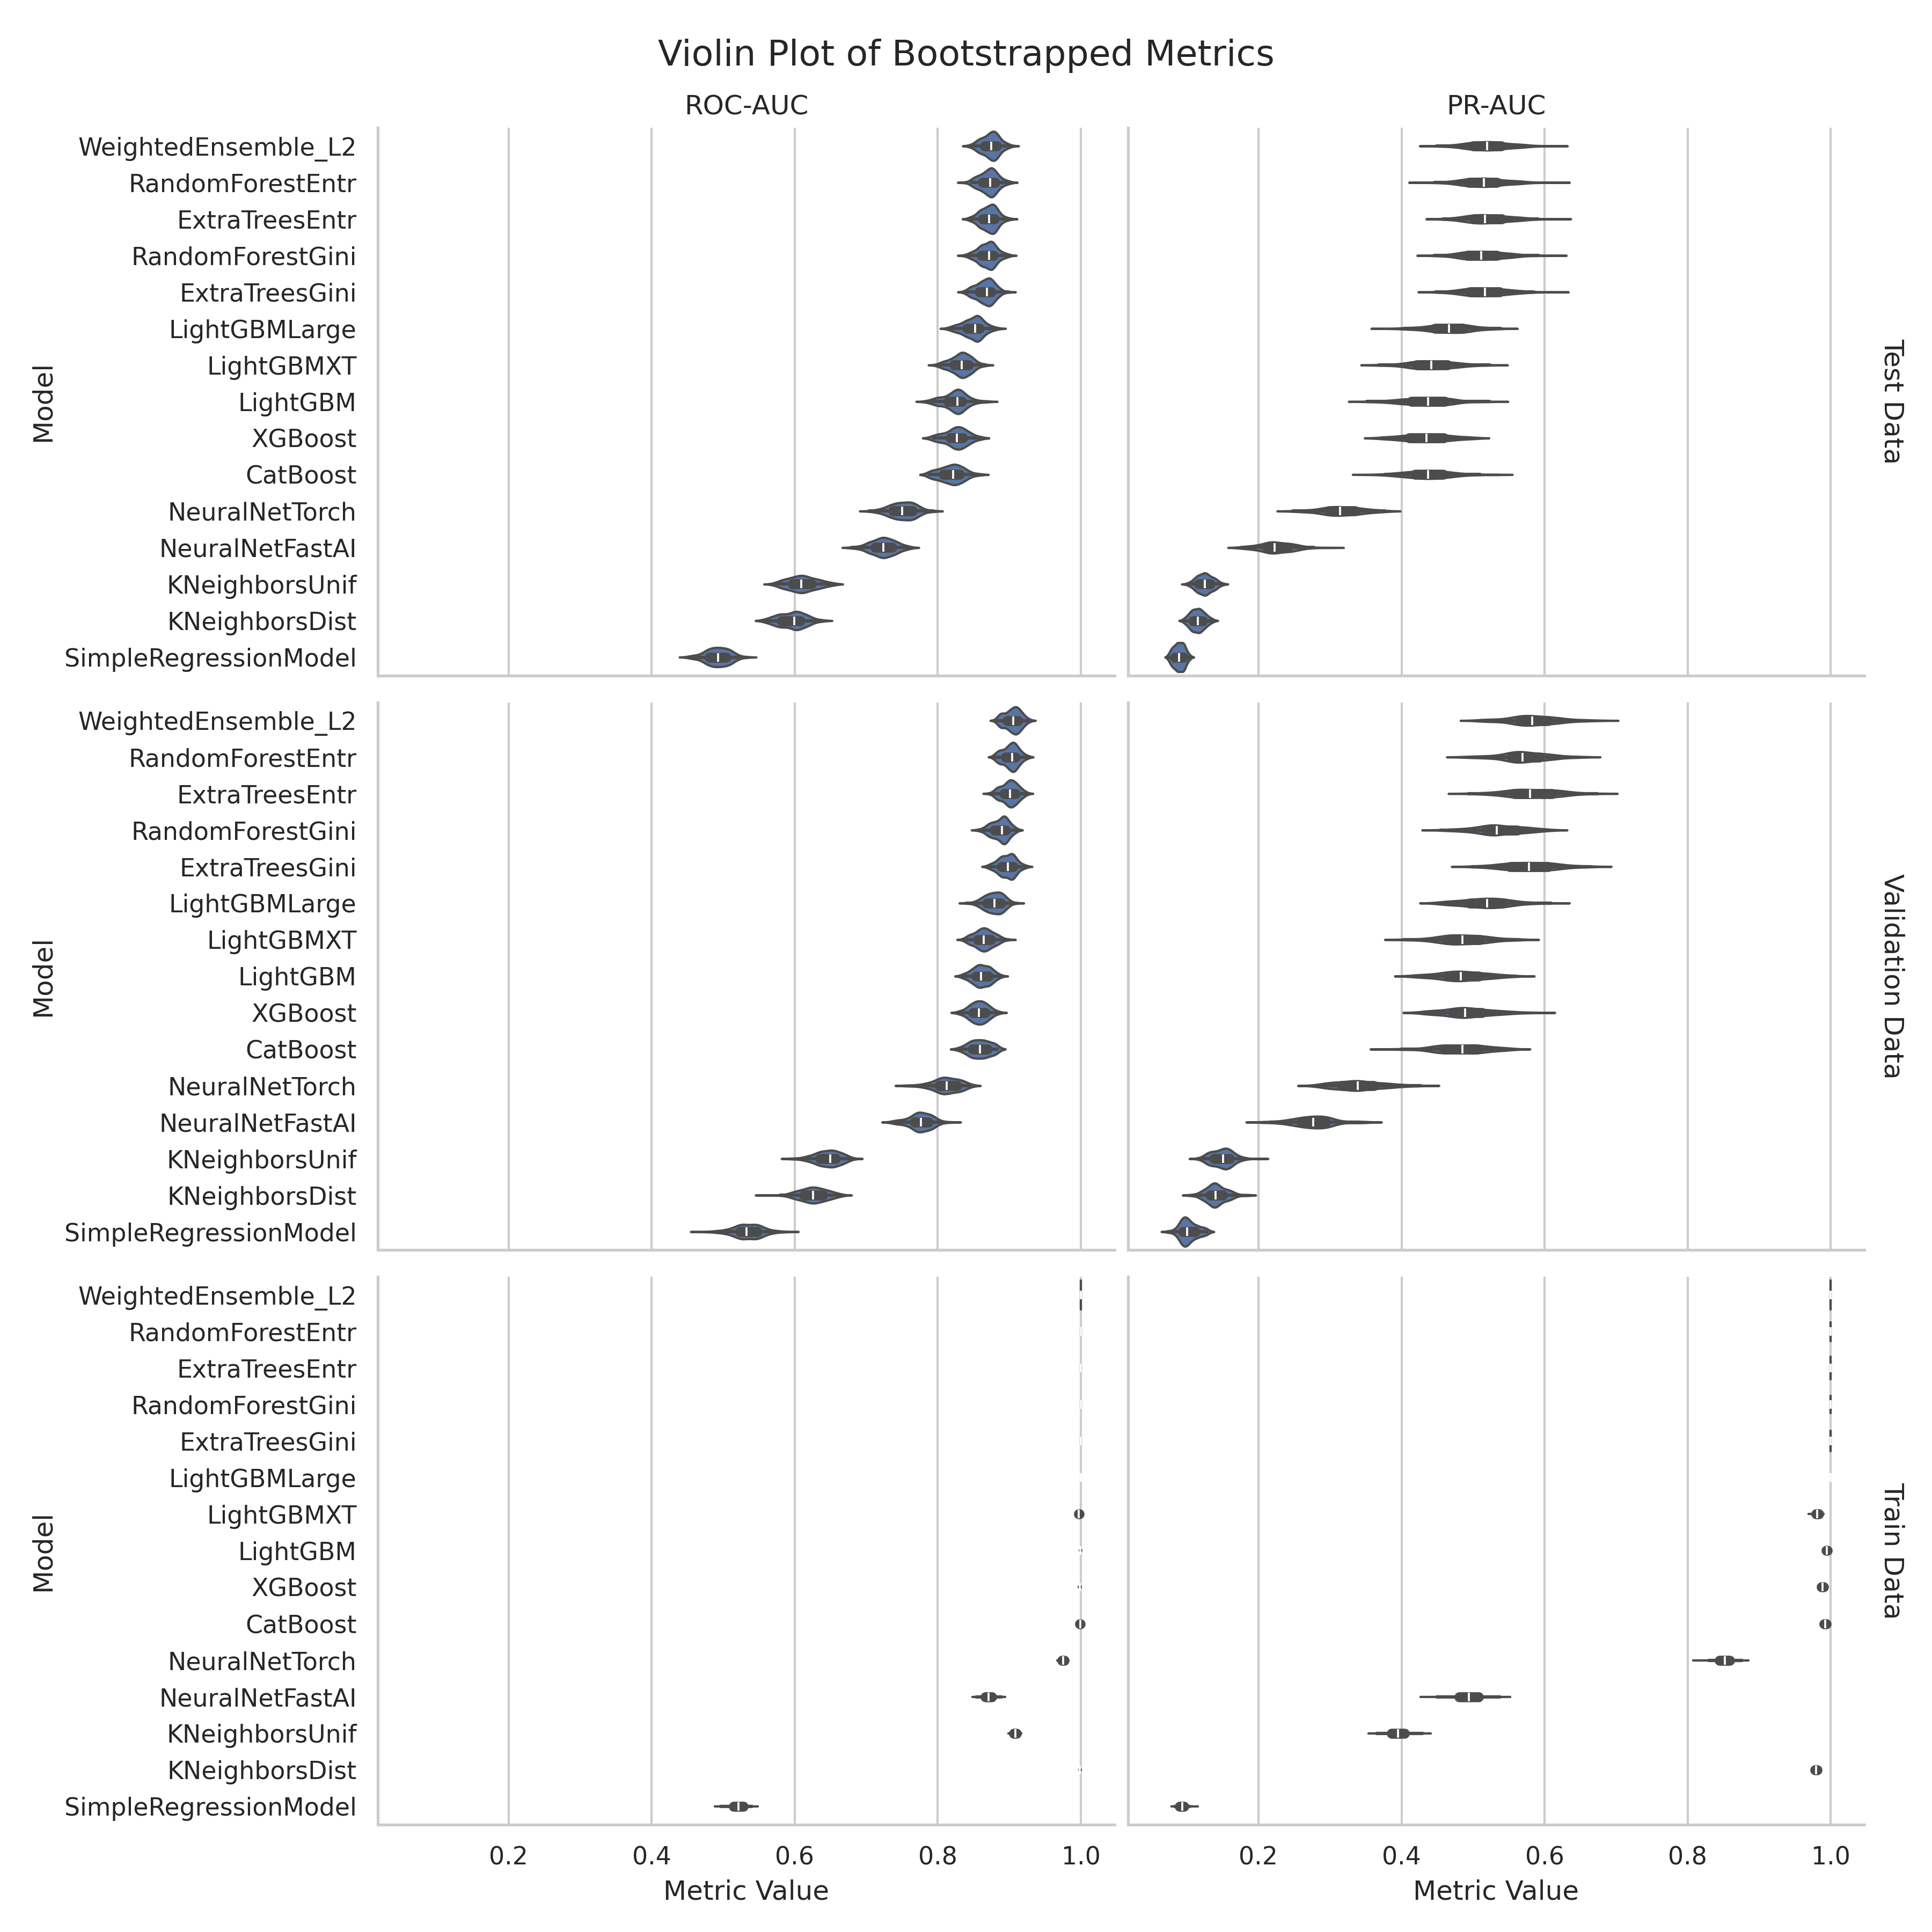 Violin Plot of Bootstrapped Metrics
ROC-AUC
PR-AUC
Model
WeightedEnsemble_L2
RandomForestEntr
ExtraTreesEntr
RandomForestGini
ExtraTreesGini
LightGBMLarge
LightGBMXT
LightGBM
XGBoost
CatBoost
NeuralNetTorch
NeuralNetFastAI
KNeighborsUnif
KNeighborsDist
SimpleRegressionModel
Test Data
Model
WeightedEnsemble_L2
RandomForestEntr
ExtraTreesEntr
RandomForestGini
ExtraTreesGini
LightGBMLarge
LightGBMXT
LightGBM
XGBoost
CatBoost
NeuralNetTorch
NeuralNetFastAI
KNeighborsUnif
KNeighborsDist
SimpleRegressionModel
Validation Data
Model
WeightedEnsemble_L2
RandomForestEntr
ExtraTreesEntr
RandomForestGini
ExtraTreesGini
LightGBMLarge
LightGBMXT
LightGBM
XGBoost
CatBoost
NeuralNetTorch
NeuralNetFastAI
KNeighborsUnif
KNeighborsDist
SimpleRegressionModel
Train Data
0.2 0.4 0.6 0.8 1.0
0.2 0.4 0.6 0.8 1.0
Metric Value
Metric Value